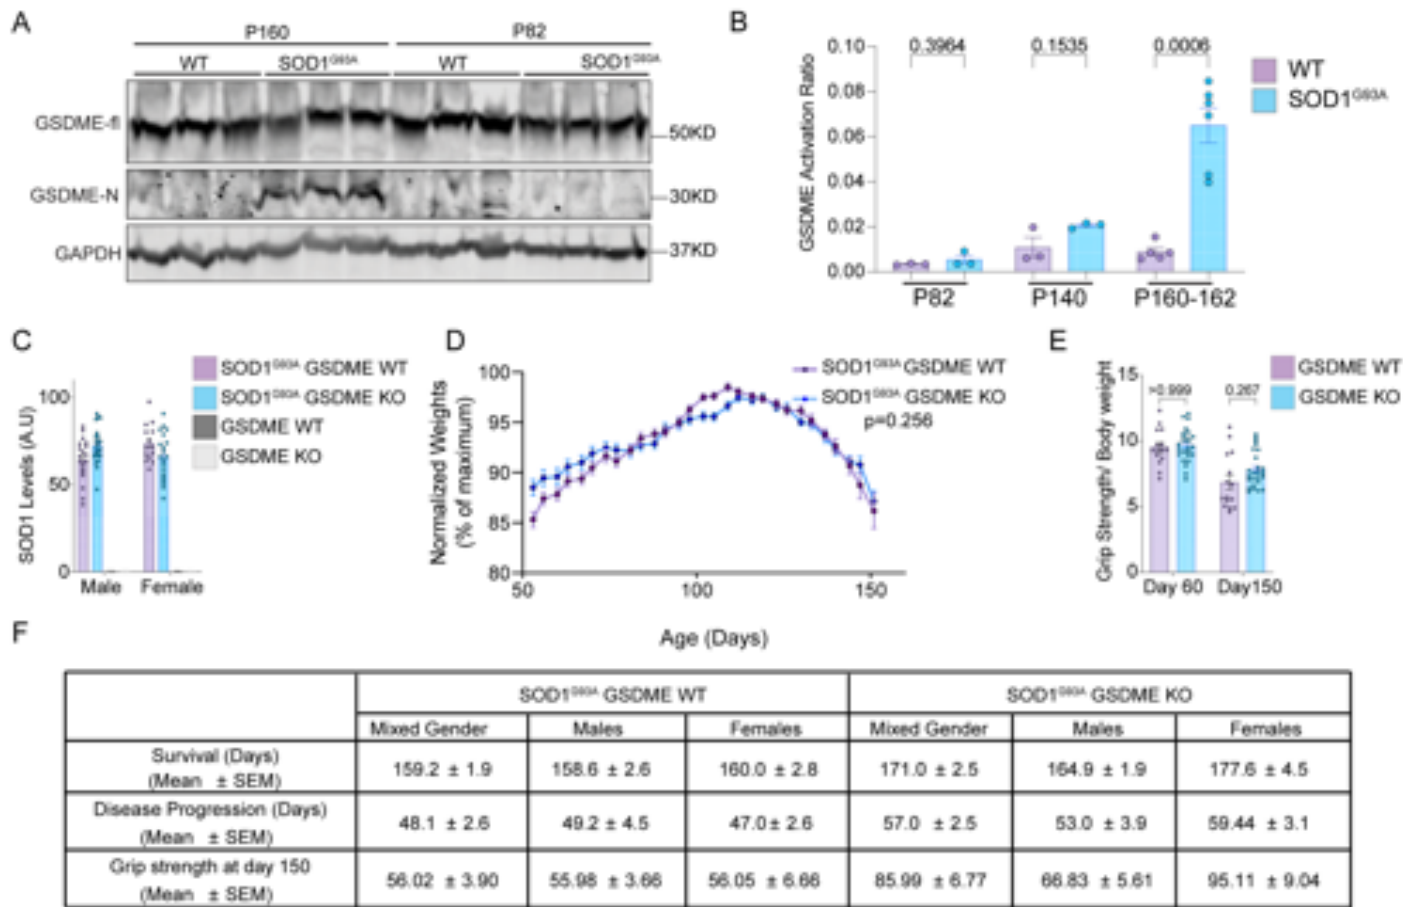 A
P160
P82
WT
SOD1G93A
WT
SOD1G93A
GSDME-fl
50KD
GSDME-N
30KD
GAPDH
37KD
B
GSDME Activation Ratio
0.10
0.08
0.06
0.04
0.02
0.00
0.3964
0.1535
0.0006
P82
P140
P160-162
WT
SOD1G93A
C
SOD1 Levels (A.U)
100
50
0
Male
Female
SOD1G93A GSDME WT
SOD1G93A GSDME KO
GSDME WT
GSDME KO
D
Normalized Weights
(% of maximum)
100
95
90
85
80
50
100
150
Age (Days)
SOD1G93A GSDME WT
SOD1G93A GSDME KO
p=0.256
E
Grip Strength/ Body weight
15
10
5
0
>0.999
0.267
Day 60
Day150
GSDME WT
GSDME KO
F
SOD1G93A GSDME WT
SOD1G93A GSDME KO
Mixed Gender
Males
Females
Mixed Gender
Males
Females
Survival (Days)
(Mean ± SEM)
159.2 ± 1.9
158.6 ± 2.6
160.0 ± 2.8
171.0 ± 2.5
164.9 ± 1.9
177.6 ± 4.5
Disease Progression (Days)
(Mean ± SEM)
48.1 ± 2.6
49.2 ± 4.5
47.0± 2.6
57.0 ± 2.5
53.0 ± 3.9
59.44 ± 3.1
Grip strength at day 150
(Mean ± SEM)
56.02 ± 3.90
55.98 ± 3.66
56.05 ± 6.66
85.99 ± 6.77
66.83 ± 5.61
95.11 ± 9.04